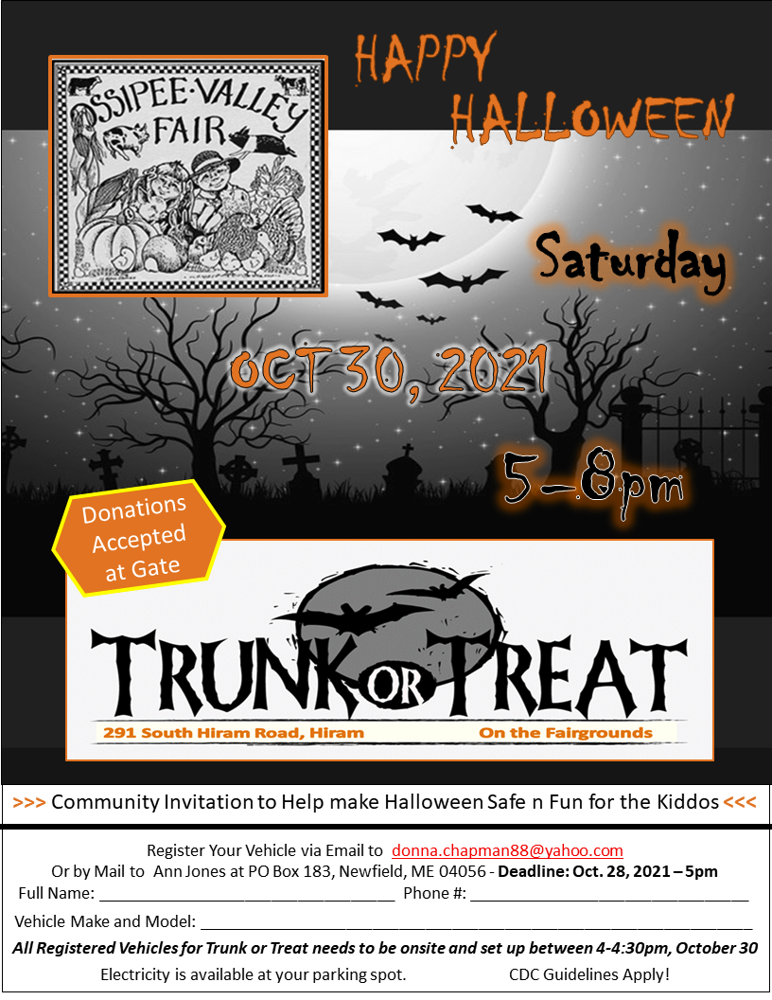 HAPPY
HALLOWEEN
OSSIPEE·VALLEY
FAIR
Saturday
OCT 30, 2021
5–8pm
Donations
Accepted
at Gate
TRUNK OR TREAT
291 South Hiram Road, Hiram On the Fairgrounds
>>> Community Invitation to Help make Halloween Safe n Fun for the Kiddos <<<
Register Your Vehicle via Email to donna.chapman88@yahoo.com
Or by Mail to Ann Jones at PO Box 183, Newfield, ME 04056 - Deadline: Oct. 28, 2021 – 5pm
Full Name: ____________________________________ Phone #: __________________________________
Vehicle Make and Model: ____________________________________________________________________
All Registered Vehicles for Trunk or Treat needs to be onsite and set up between 4-4:30pm, October 30
Electricity is available at your parking spot. CDC Guidelines Apply!